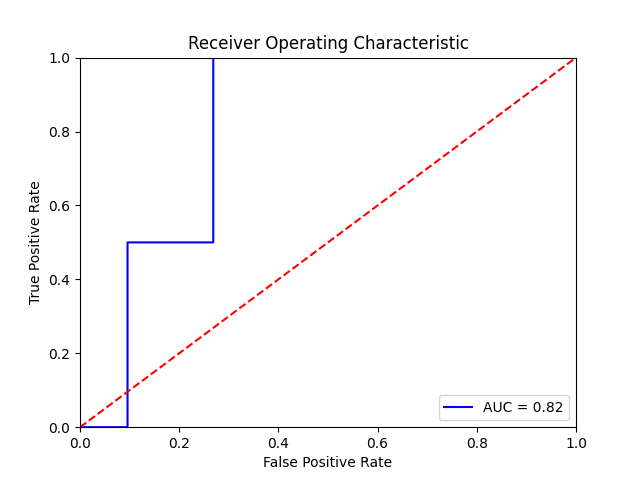 Receiver Operating Characteristic
1.0
0.8
0.6
0.4
0.2
0.0
True Positive Rate
AUC = 0.82
0.0 0.2 0.4 0.6 0.8 1.0
False Positive Rate